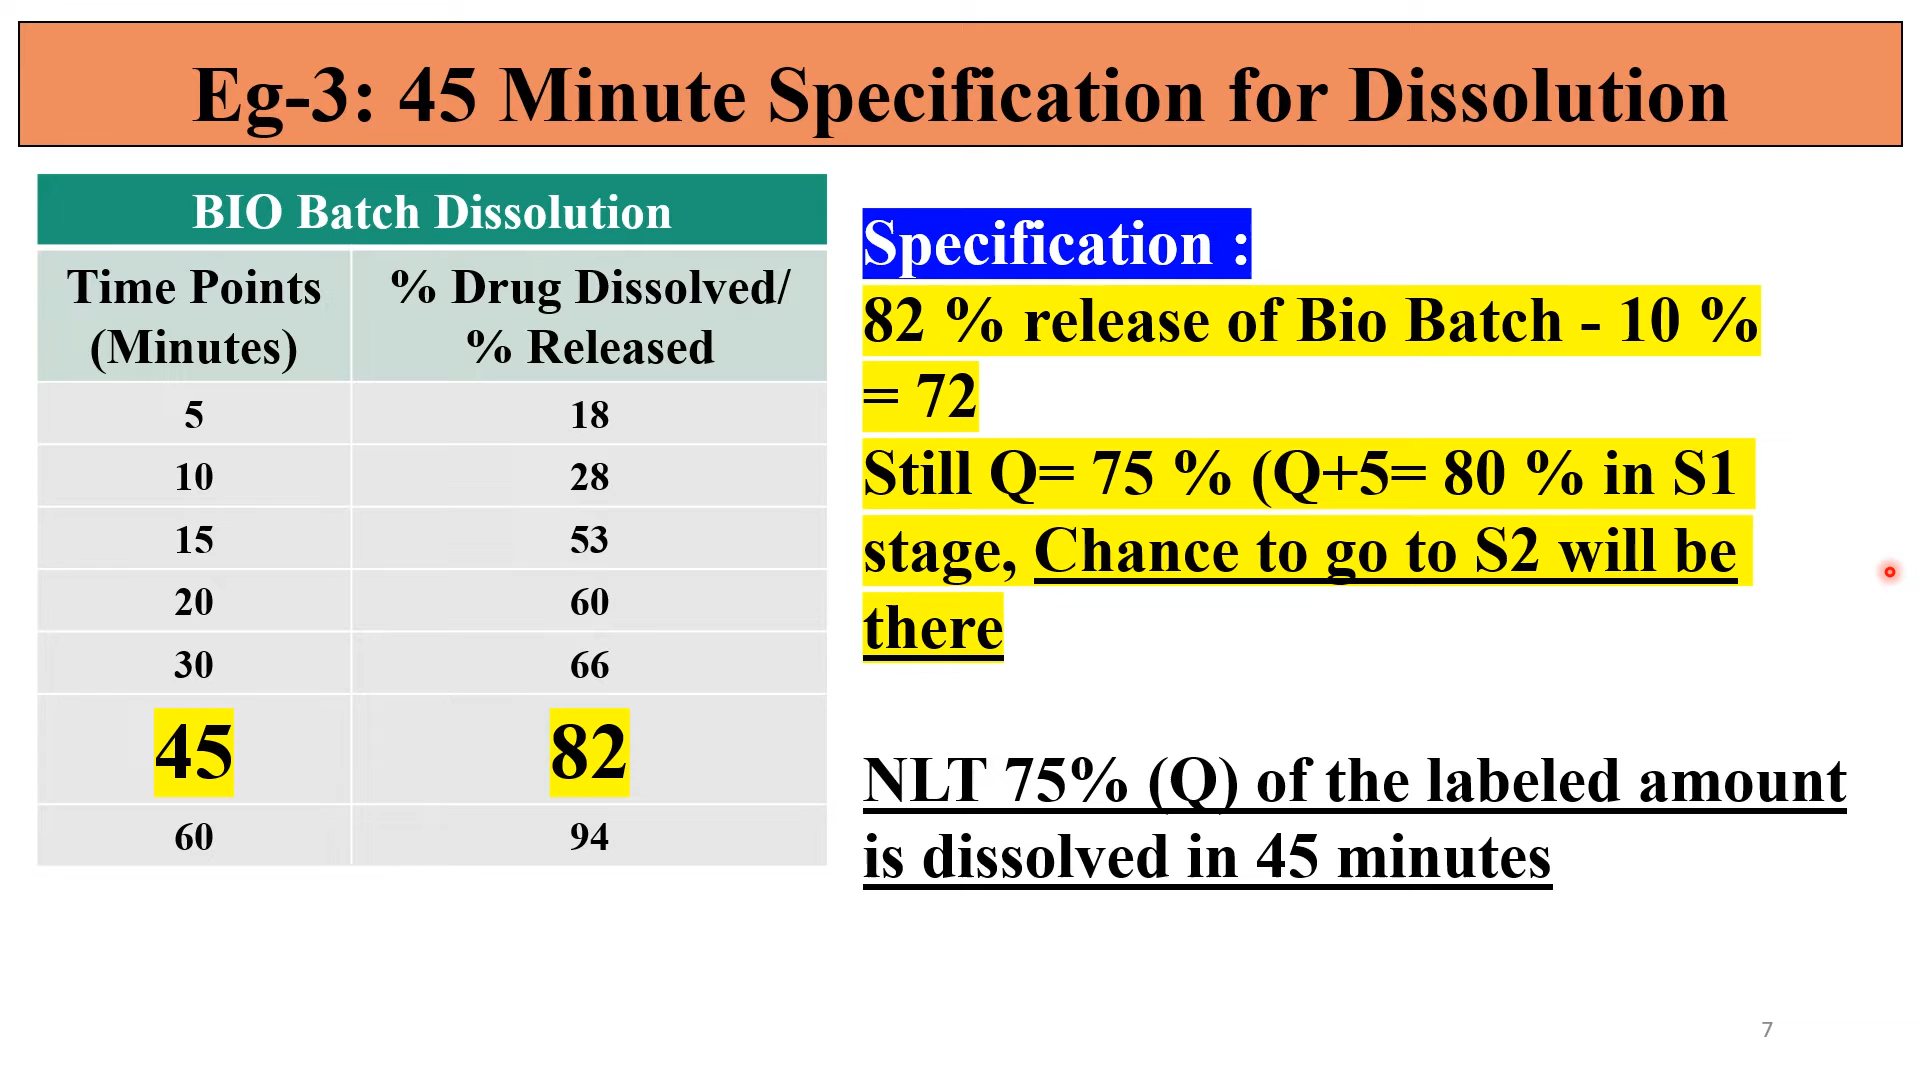 Eg-3: 45 Minute Specification for Dissolution
BIO Batch Dissolution
Time Points (Minutes) % Drug Dissolved/ % Released
5 18
10 28
15 53
20 60
30 66
45 82
60 94
Specification :
82 % release of Bio Batch - 10 %
= 72
Still Q= 75 % (Q+5= 80 % in S1
stage, Chance to go to S2 will be
there
NLT 75% (Q) of the labeled amount
is dissolved in 45 minutes
7